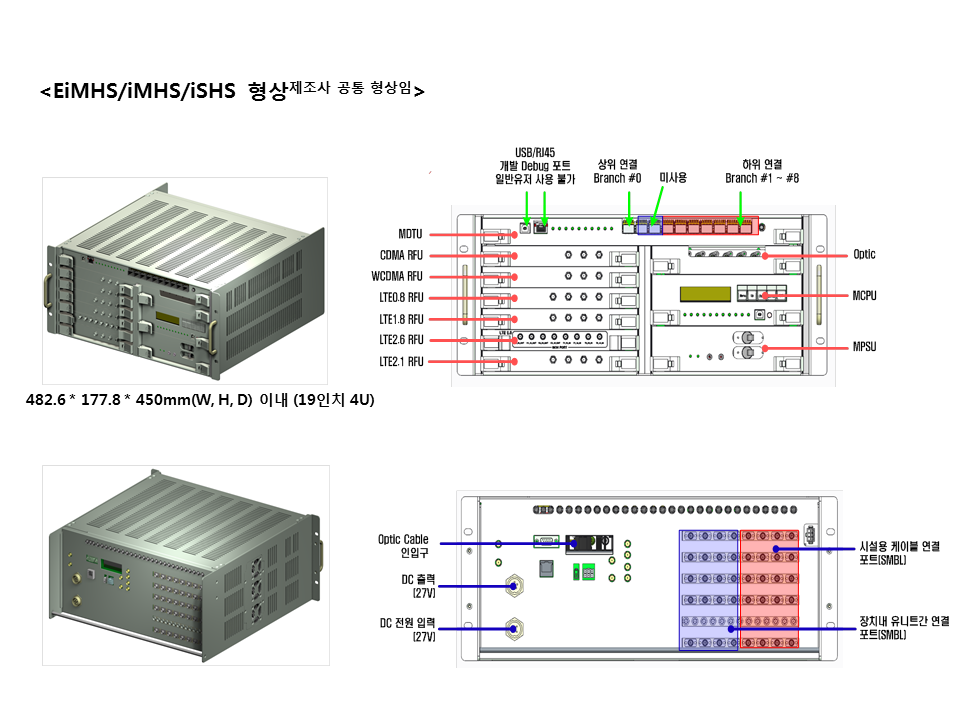 <EiMHS/iMHS/iSHS 형상제조사 공통 형상임>
USB/RJ45
개발 Debug 포트
일반유저 사용 불가
상위 연결
Branch #0
미사용
하위 연결
Branch #1 ~ #8
MDTU
CDMA RFU
WCDMA RFU
LTE0.8 RFU
LTE1.8 RFU
LTE2.6 RFU
LTE2.1 RFU
Optic
MCPU
MPSU
482.6 * 177.8 * 450mm(W, H, D) 이내 (19인치 4U)
Optic Cable
인입구
DC 출력
[27V]
DC 전원 입력
[27V]
시설용 케이블 연결
포트[SMBL]
장치내 유니트간 연결
포트[SMBL]